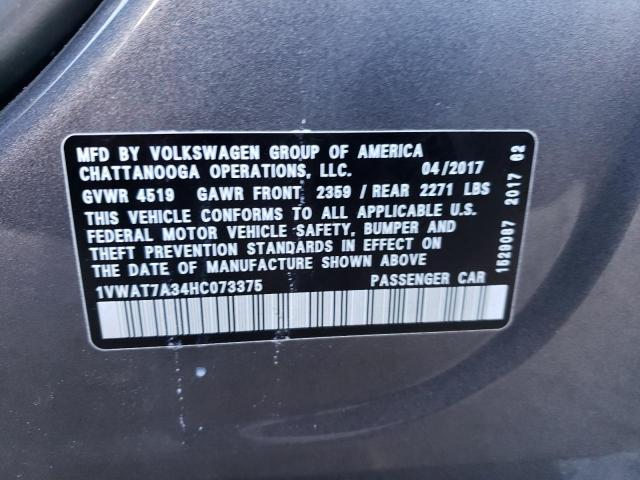 MFD BY VOLKSWAGEN GROUP OF AMERICA
CHATTANOOGA OPERATIONS, LLC. 04/2017
GVWR 4519 GAWR FRONT 2359 / REAR 2271 LBS
THIS VEHICLE CONFORMS TO ALL APPLICABLE U.S.
FEDERAL MOTOR VEHICLE SAFETY, BUMPER AND
THEFT PREVENTION STANDARDS IN EFFECT ON
THE DATE OF MANUFACTURE SHOWN ABOVE
1VWAT7A34HC073375 PASSENGER CAR
1629087 2017 02